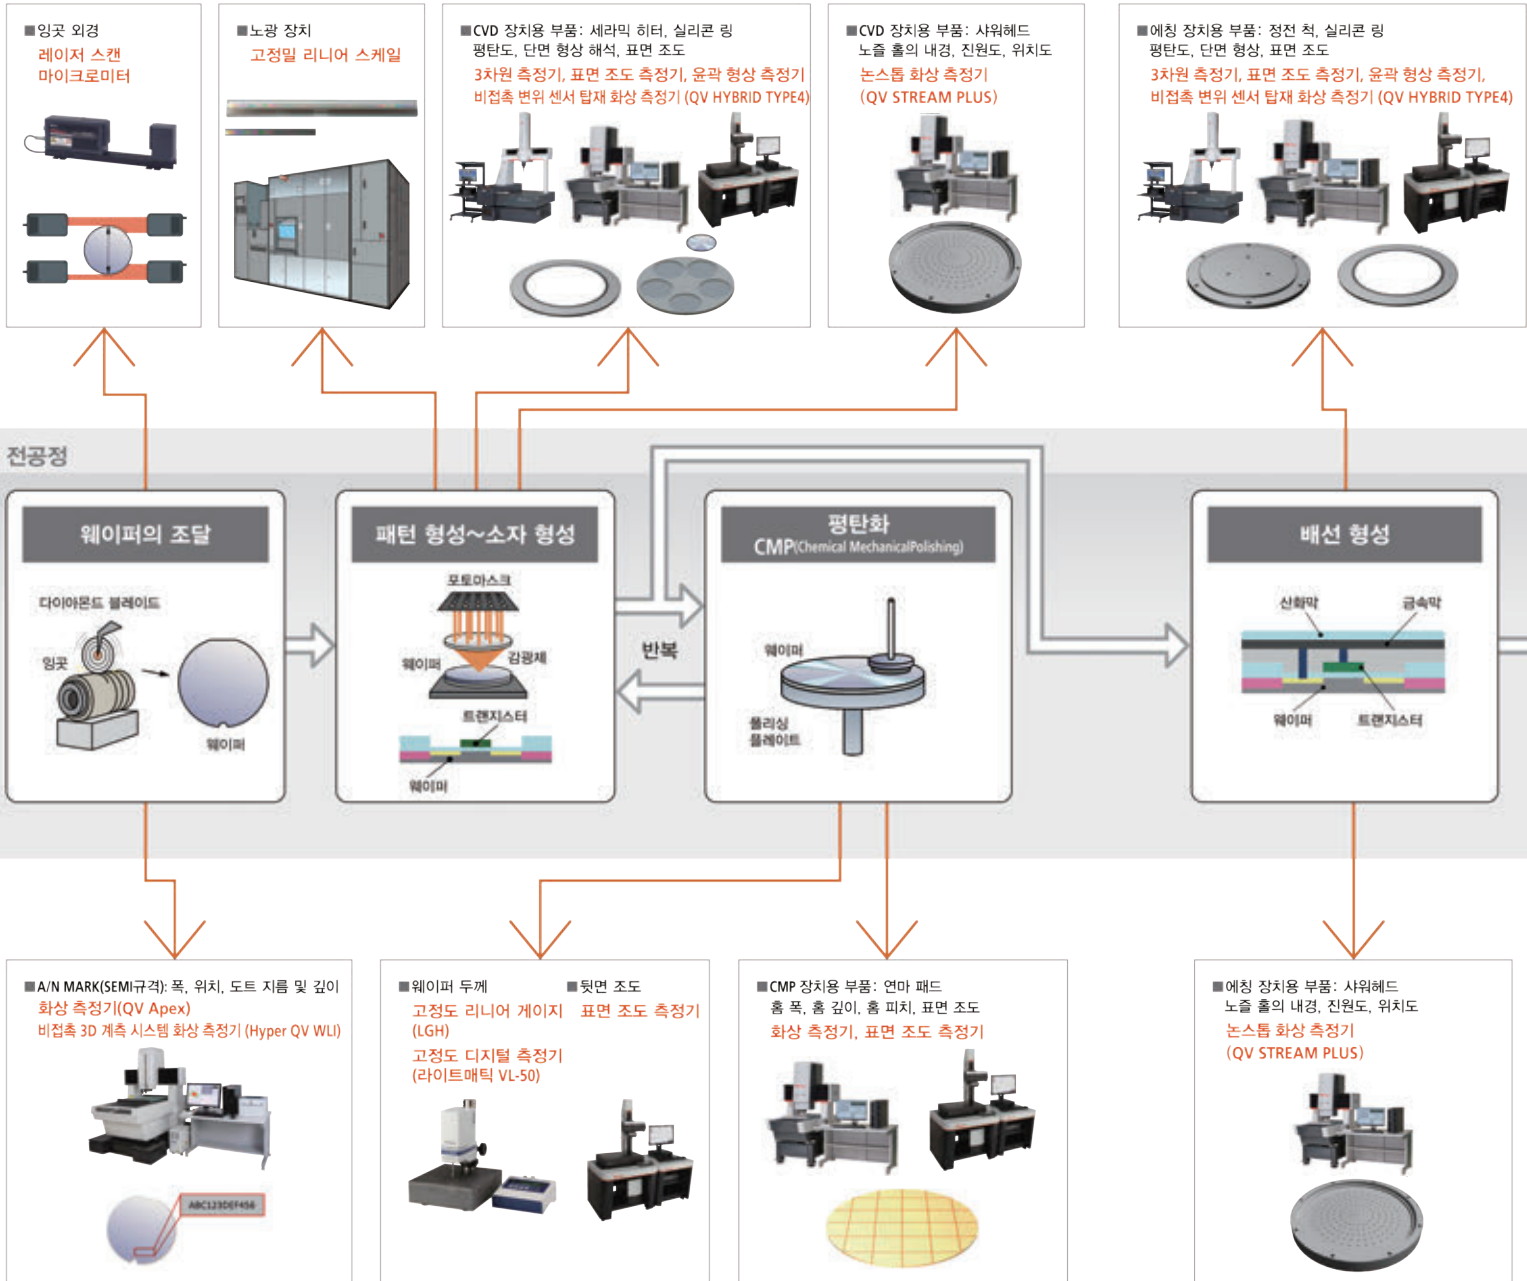 ■잉곳 외경
레이저 스캔
마이크로미터
■노광 장치
고정밀 리니어 스케일
■CVD 장치용 부품: 세라믹 히터, 실리콘 링
평탄도, 단면 형상 해석, 표면 조도
3차원 측정기, 표면 조도 측정기, 윤곽 형상 측정기
비접촉 변위 센서 탑재 화상 측정기 (QV HYBRID TYPE4)
■CVD 장치용 부품: 샤워헤드
노즐 홀의 내경, 진원도, 위치도
논스톱 화상 측정기
(QV STREAM PLUS)
■에칭 장치용 부품: 정전 척, 실리콘 링
평탄도, 단면 형상, 표면 조도
3차원 측정기, 표면 조도 측정기, 윤곽 형상 측정기,
비접촉 변위 센서 탑재 화상 측정기 (QV HYBRID TYPE4)
전공정
웨이퍼의 조달
다이아몬드 블레이드
잉곳
웨이퍼
패턴 형성~소자 형성
포토마스크
웨이퍼
감광제
트랜지스터
웨이퍼
반복
평탄화
CMP(Chemical MechanicalPolishing)
웨이퍼
폴리싱
플레이트
배선 형성
산화막
금속막
웨이퍼
트랜지스터
■A/N MARK(SEMI규격): 폭, 위치, 도트 지름 및 깊이
화상 측정기(QV Apex)
비접촉 3D 계측 시스템 화상 측정기 (Hyper QV WLI)
ABC123DEF456
■웨이퍼 두께
고정도 리니어 게이지
(LGH)
고정도 디지털 측정기
(라이트매틱 VL-50)
■뒷면 조도
표면 조도 측정기
■CMP 장치용 부품: 연마 패드
홈 폭, 홈 깊이, 홈 피치, 표면 조도
화상 측정기, 표면 조도 측정기
■에칭 장치용 부품: 샤워헤드
노즐 홀의 내경, 진원도, 위치도
논스톱 화상 측정기
(QV STREAM PLUS)